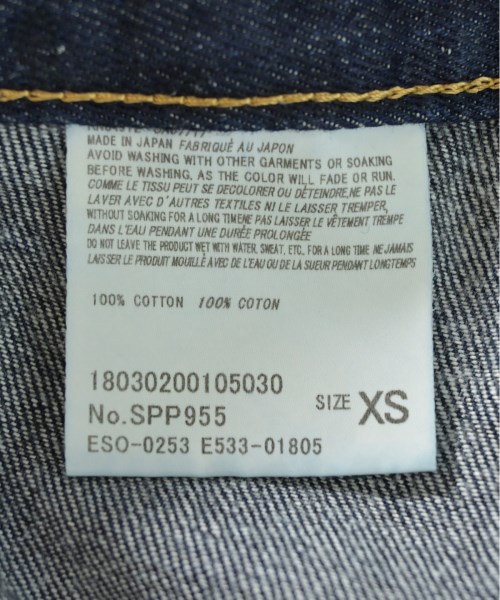 MADE IN JAPAN FABRIQUÉ AU JAPON
AVOID WASHING WITH OTHER GARMENTS OR SOAKING
BEFORE WASHING, AS THE COLOR WILL FADE OR RUN.
COMME LE TISSU PEUT SE DECOLORER OU DÉTEINDRE,NE PAS LE
LAVER AVEC D'AUTRES TEXTILES NI LE LAISSER TREMPER,
WITHOUT SOAKING FOR A LONG TIMENE PAS LAISSER LE VÊTEMENT TREMPE
DANS L'EAU PENDANT UNE DURÉE PROLONGÉE
DO NOT LEAVE THE PRODUCT WET WITH WATER, SWEAT, ETC, FOR A LONG TIME NE JAMAIS
LAISSER LE PRODUIT MOUILLÉ AVEC DE L'EAU OU DE LA SUEUR PENDANT LONGTEMPS
100% COTTON 100% COTON
18030200105030
No.SPP955 SIZE XS
ESO-0253 E533-01805